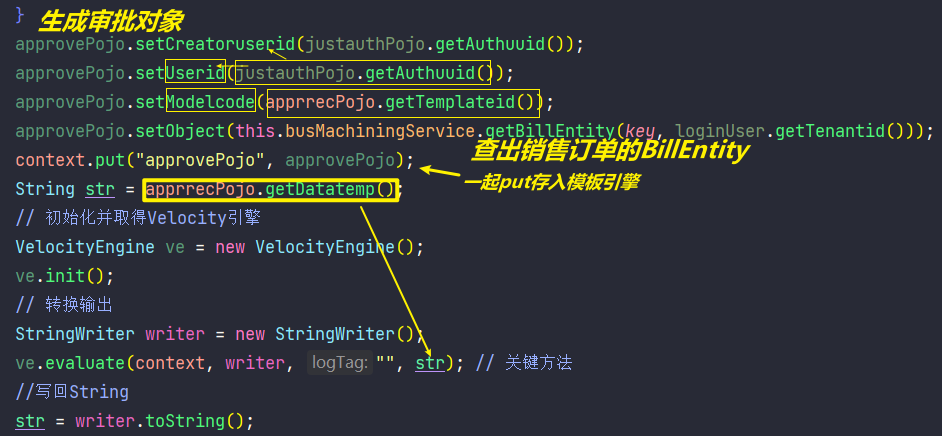 } 生成审批对象
approvePojo.setCreatoruserid(justauthPojo.getAuthuuid());
approvePojo.setUserid(justauthPojo.getAuthuuid());
approvePojo.setModelcode(apprrecPojo.getTemplateid());
approvePojo.setObject(this.busMachiningService.getBillEntity(key, loginUser.getTenantid()));
context.put("approvePojo", approvePojo); 查出销售订单的BillEntity
String str = apprrecPojo.getDatatemp(); 一起put存入模板引擎
// 初始化并取得Velocity引擎
VelocityEngine ve = new VelocityEngine();
ve.init();
// 转换输出
StringWriter writer = new StringWriter();
ve.evaluate(context, writer, logTag: "", str); // 关键方法
//写回String
str = writer.toString();